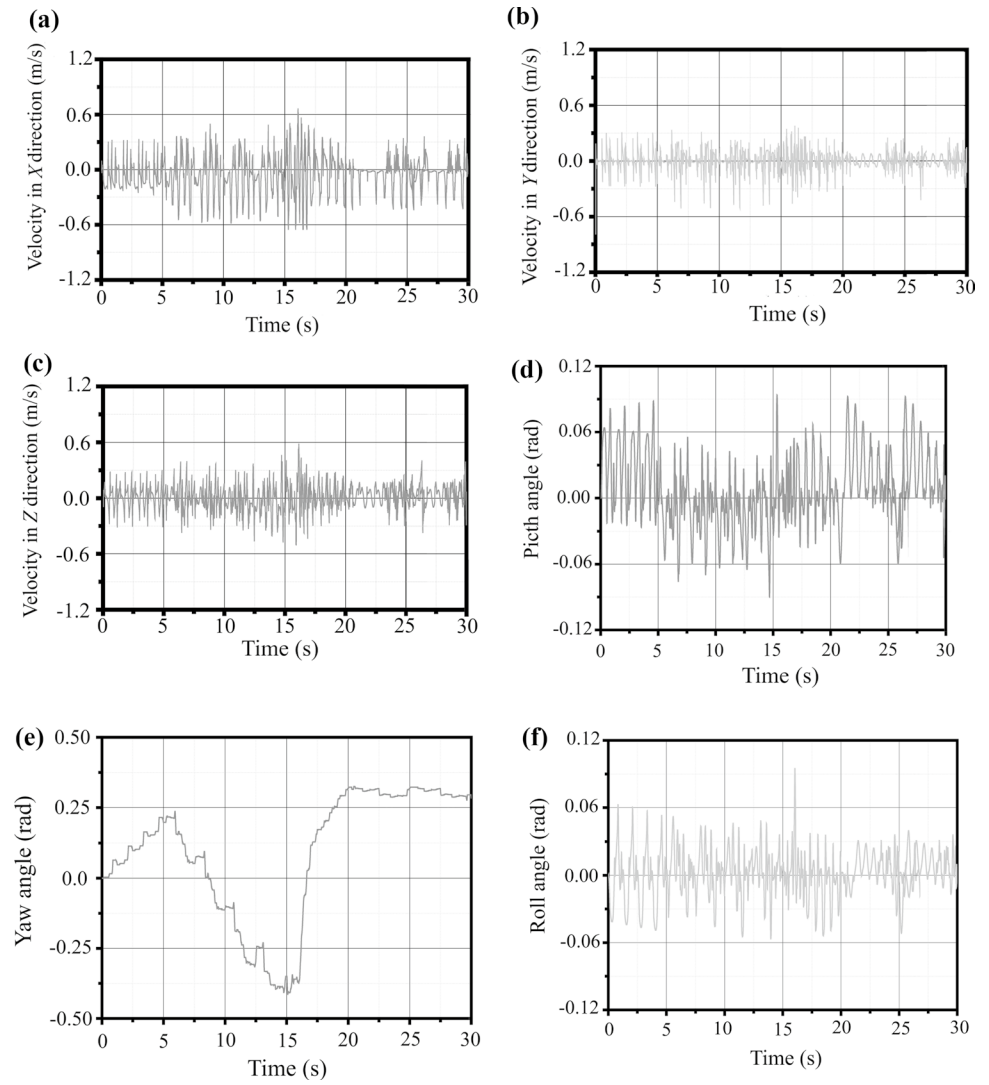 (a)
Velocity in X direction (m/s)
1.2
0.6
0.0
-0.6
-1.2
0 5 10 15 20 25 30
Time (s)
(b)
Velocity in Y direction (m/s)
1.2
0.6
0.0
-0.6
-1.2
0 5 10 15 20 25 30
Time (s)
(c)
Velocity in Z direction (m/s)
1.2
0.6
0.0
-0.6
-1.2
0 5 10 15 20 25 30
Time (s)
(d)
Picth angle (rad)
0.12
0.06
0.00
-0.06
-0.12
0 5 10 15 20 25 30
Time (s)
(e)
Yaw angle (rad)
0.50
0.25
0.0
-0.25
-0.50
0 5 10 15 20 25 30
Time (s)
(f)
Roll angle (rad)
0.12
0.06
0.00
-0.06
-0.12
0 5 10 15 20 25 30
Time (s)